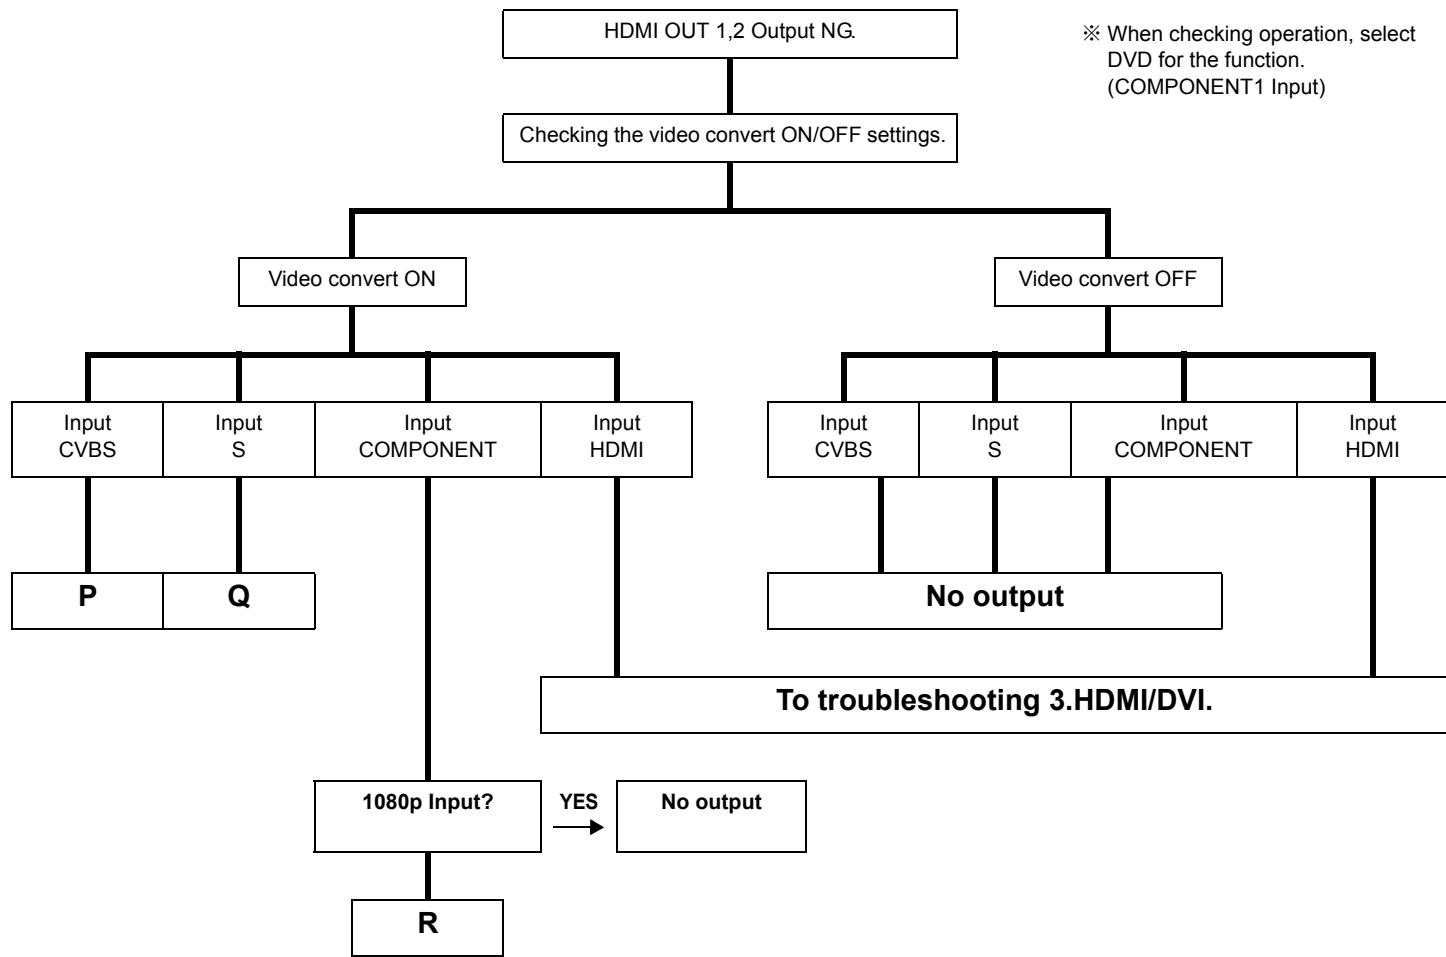 HDMI OUT 1,2 Output NG.
※ When checking operation, select
DVD for the function.
(COMPONENT1 Input)
Checking the video convert ON/OFF settings.
Video convert ON
Video convert OFF
Input
CVBS
Input
S
Input
COMPONENT
Input
HDMI
Input
CVBS
Input
S
Input
COMPONENT
Input
HDMI
P
Q
No output
To troubleshooting 3.HDMI/DVI.
1080p Input?
YES
No output
R